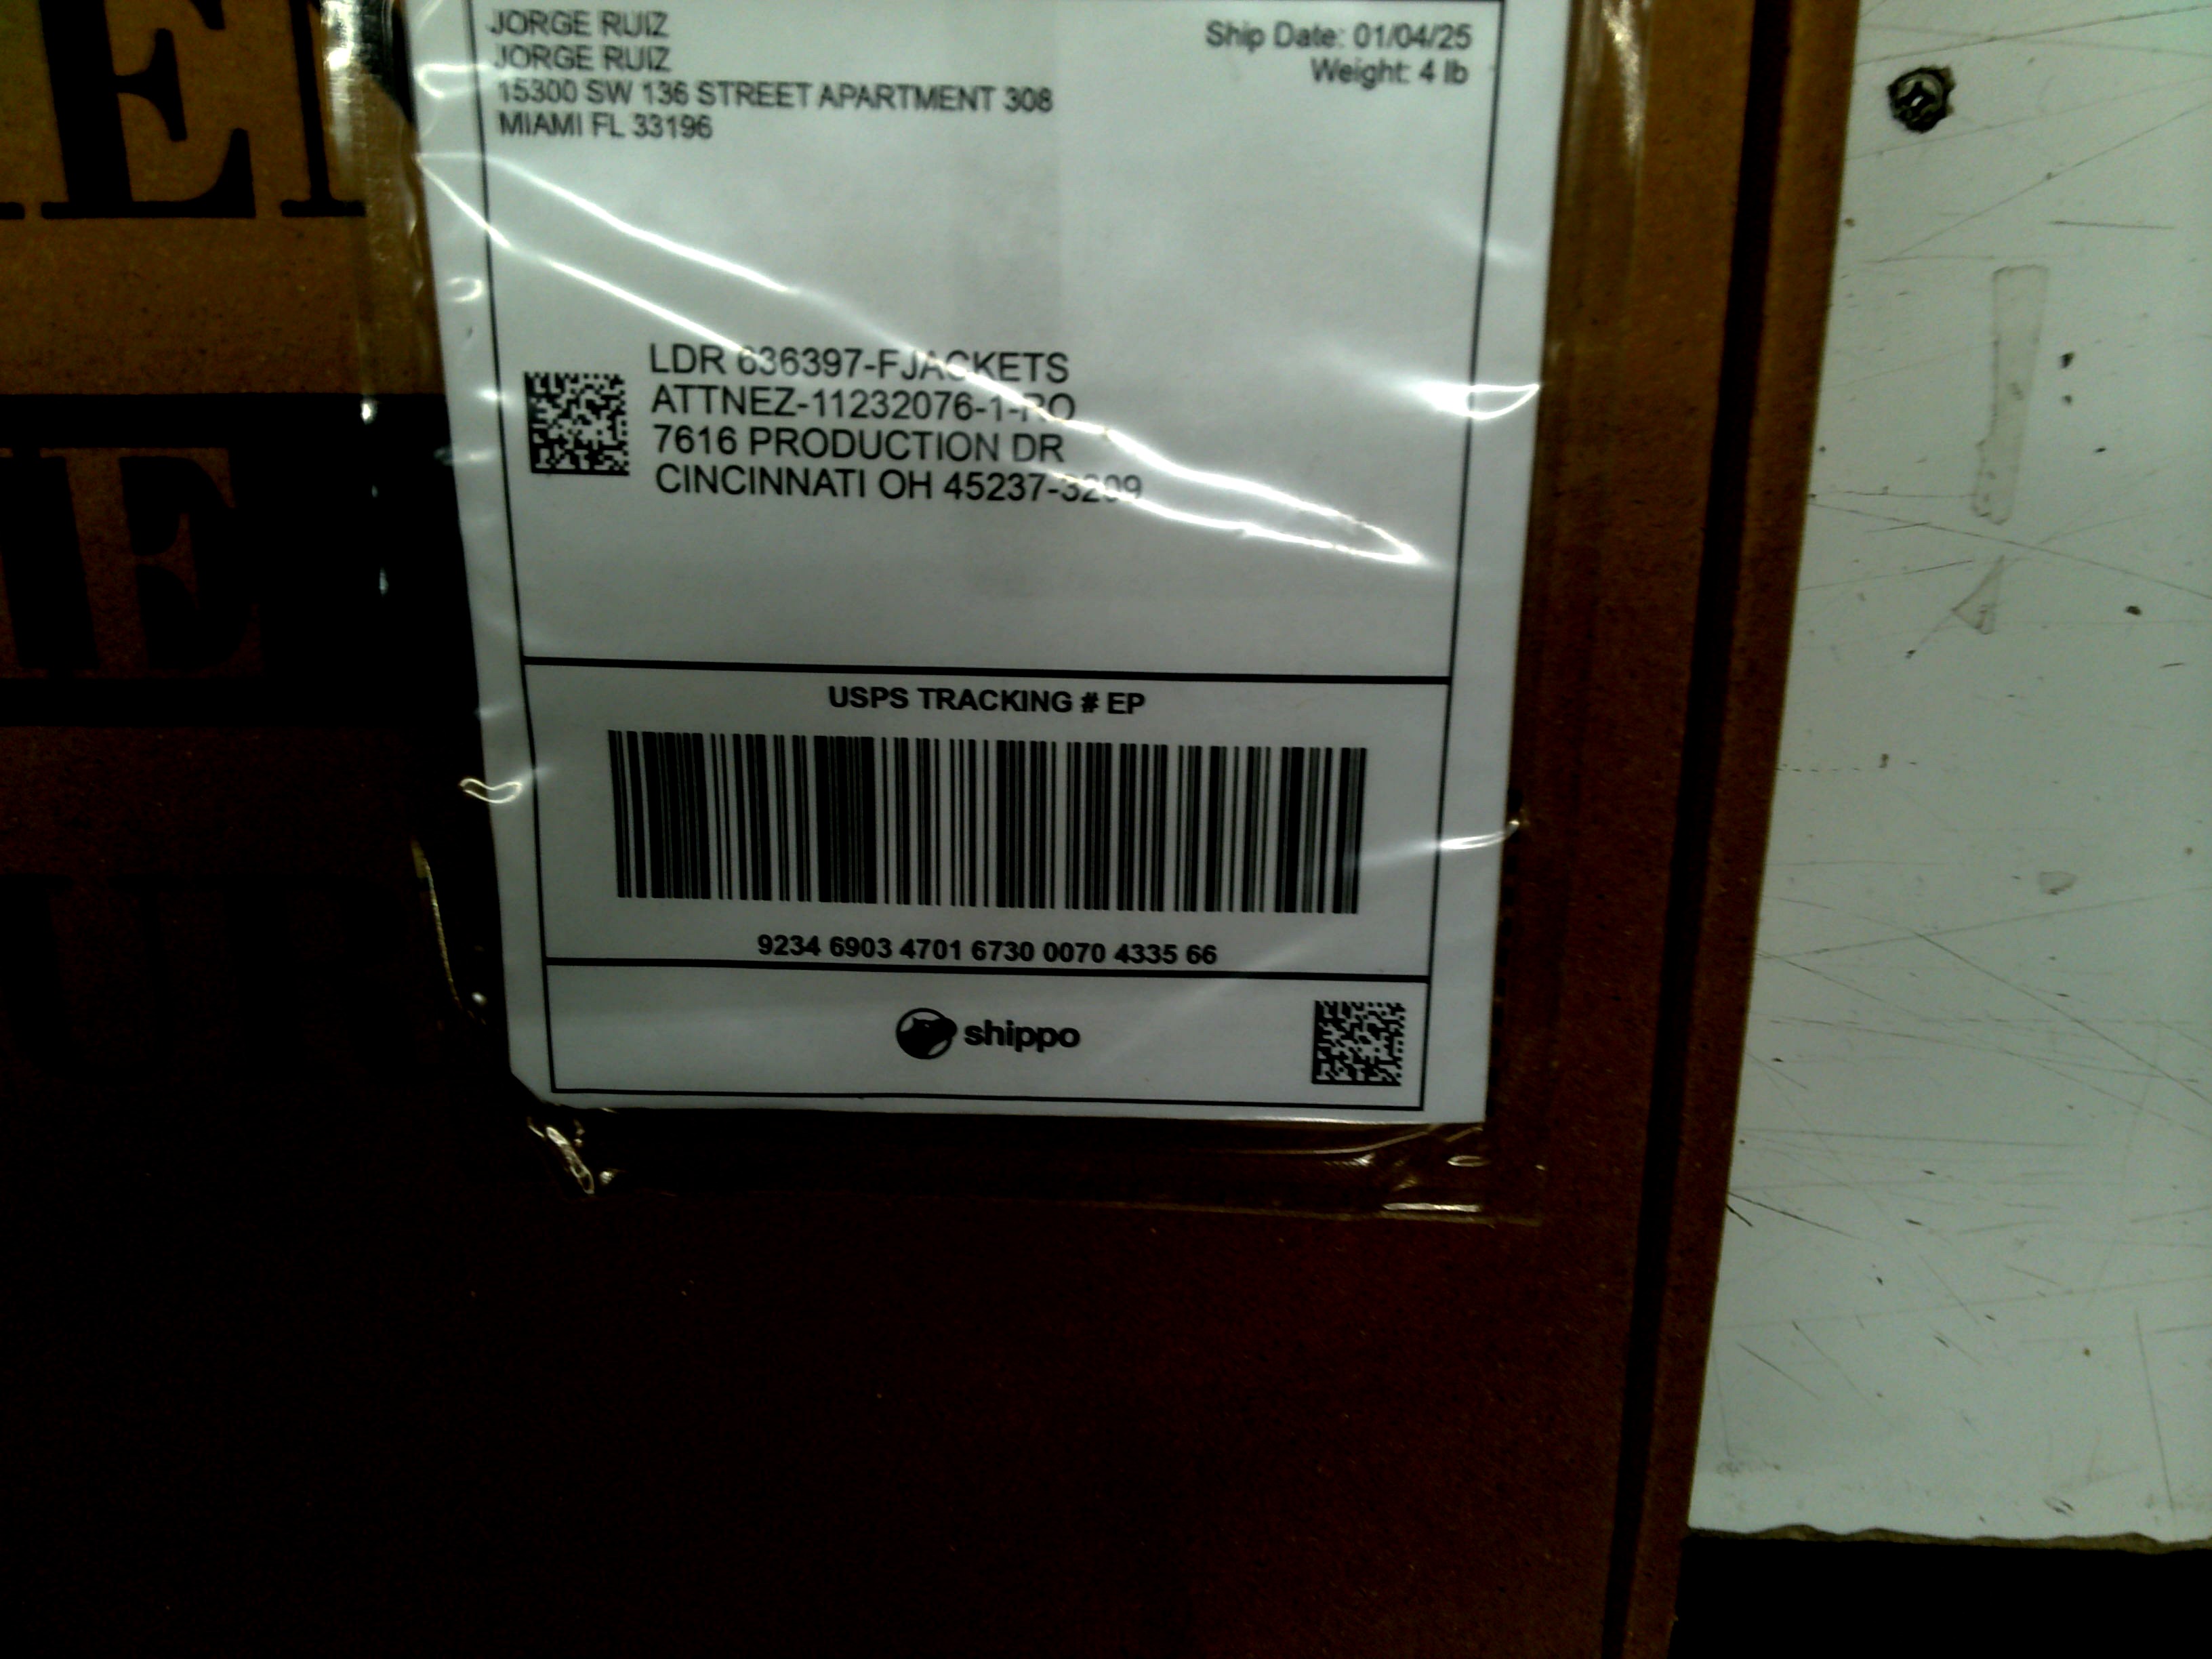 JORGE RUIZ
JORGE RUIZ
15300 SW 136 STREET APARTMENT 308
MIAMI FL 33196
Ship Date: 01/04/25
Weight: 4 lb
LDR 636397-FJACKETS
ATTNEZ-11232076-1-RO
7616 PRODUCTION DR
CINCINNATI OH 45237-3209
USPS TRACKING # EP
9234 6903 4701 6730 0070 4335 66
shippo